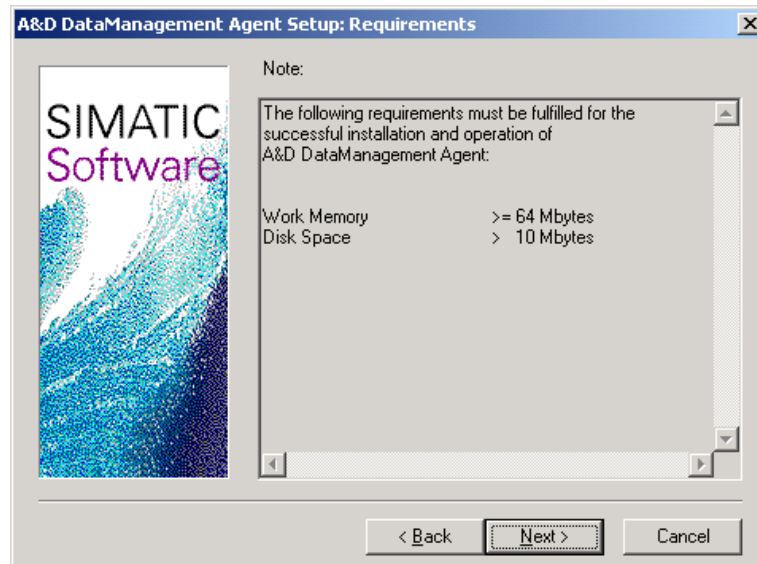 A&D DataManagement Agent Setup: Requirements
Note:
SIMATIC
Software
The following requirements must be fulfilled for the
successful installation and operation of
A&D DataManagement Agent:
Work Memory >= 64 Mbytes
Disk Space > 10 Mbytes
< Back Next > Cancel